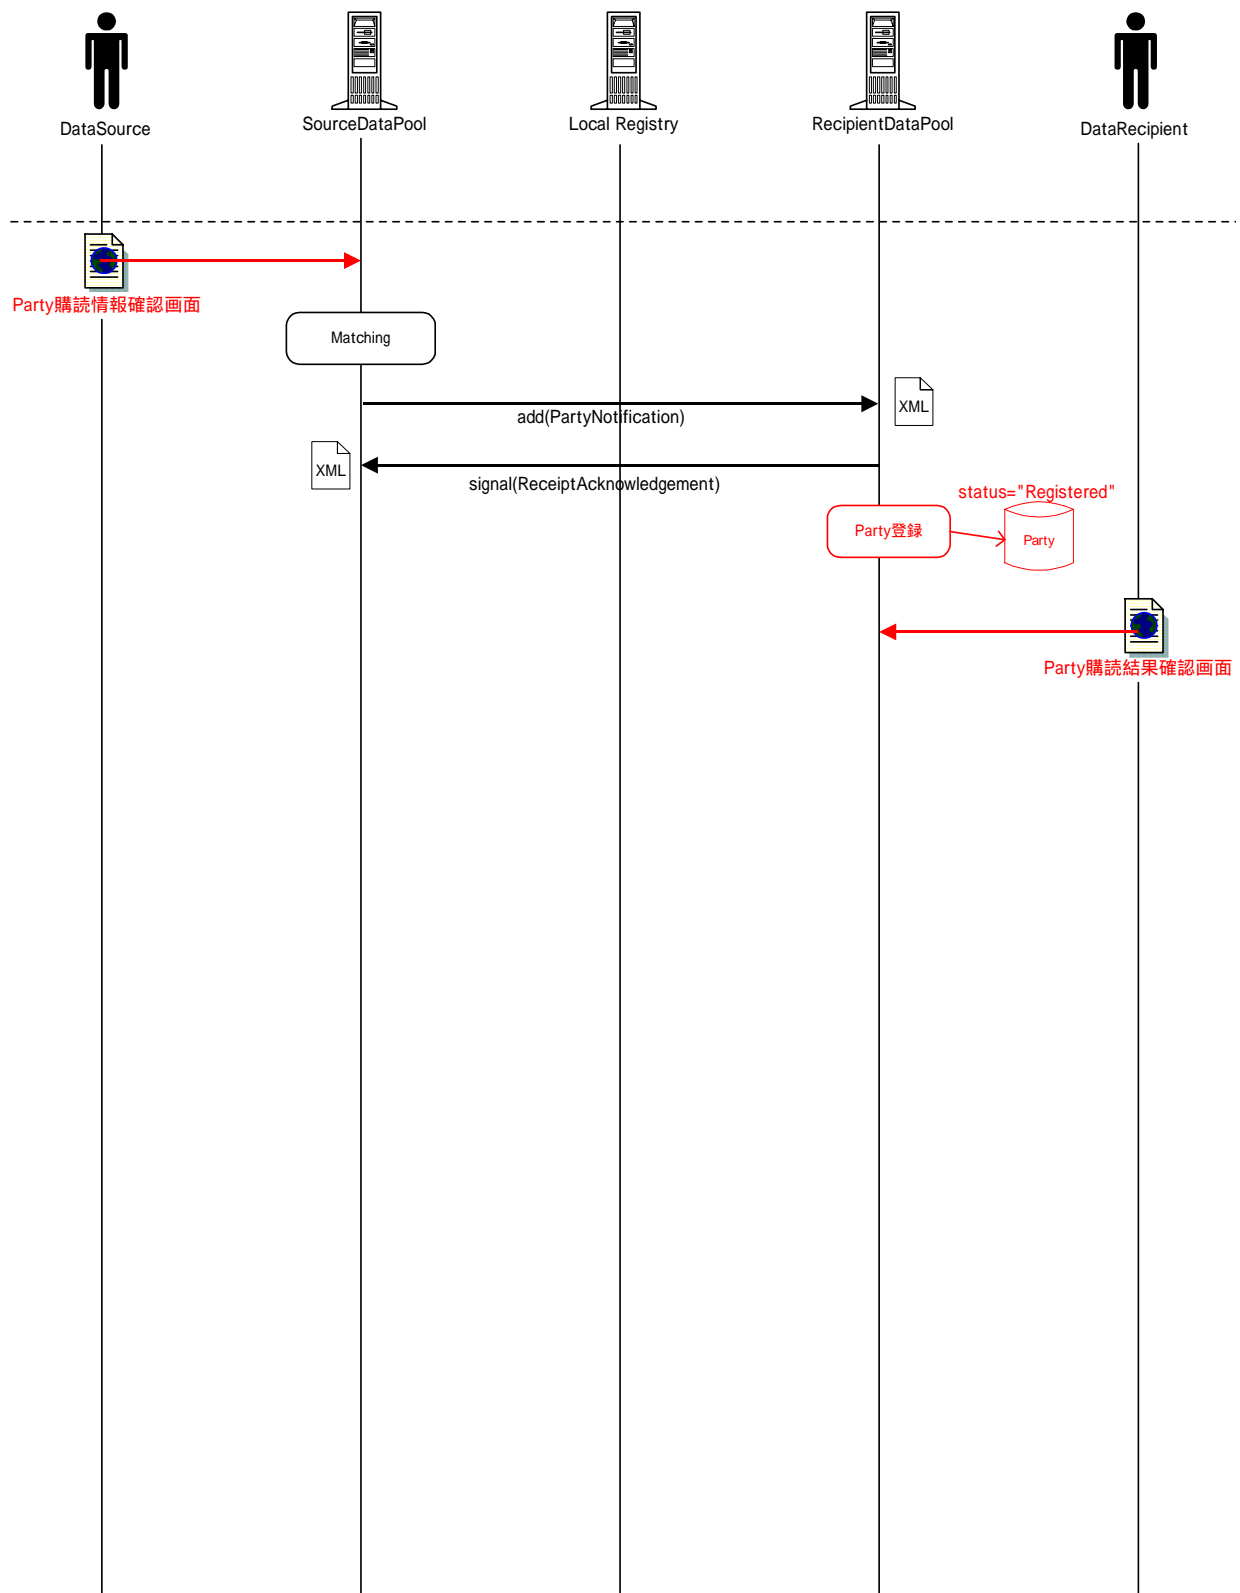 DataSource
SourceDataPool
Local Registry
RecipientDataPool
DataRecipient
Party購読情報確認画面
Matching
XML
add(PartyNotification)
XML
signal(ReceiptAcknowledgement)
status="Registered"
Party登録
Party
Party購読結果確認画面